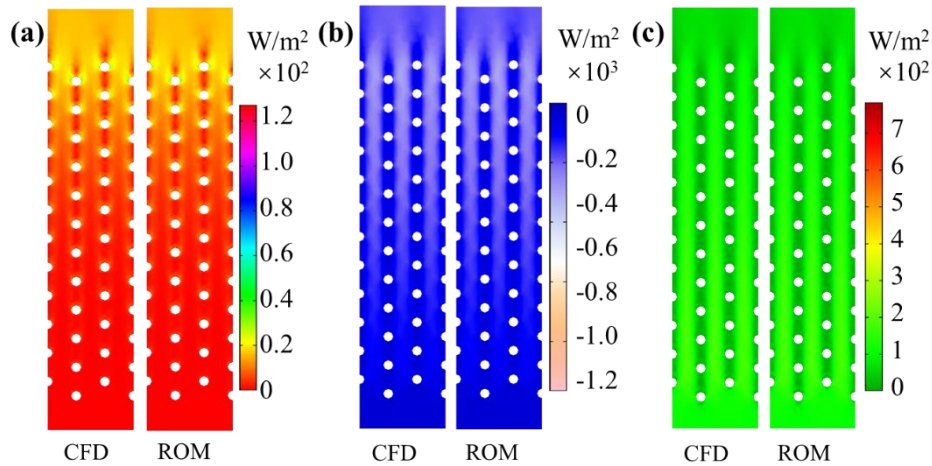 (a)
W/m²
×10²
1.2
1.0
0.8
0.6
0.4
0.2
0
CFD ROM
(b)
W/m²
×10³
0
-0.2
-0.4
-0.6
-0.8
-1.0
-1.2
CFD ROM
(c)
W/m²
×10²
7
6
5
4
3
2
1
0
CFD ROM